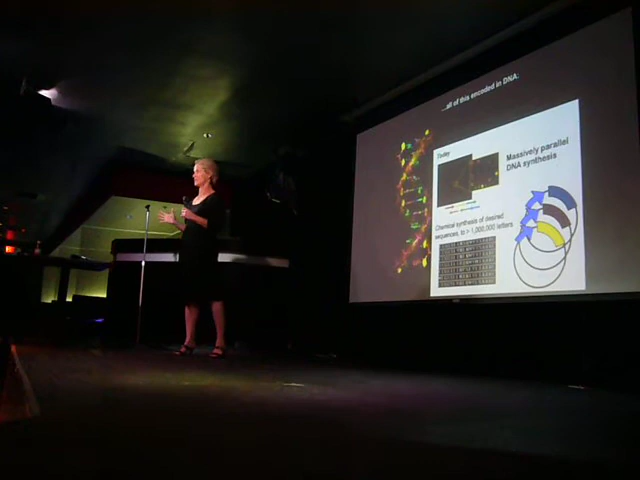 ...all of this encoded in DNA.
Today
Massively parallel
DNA synthesis
Chemical synthesis of desired
sequences, to > 1,000,000 letters